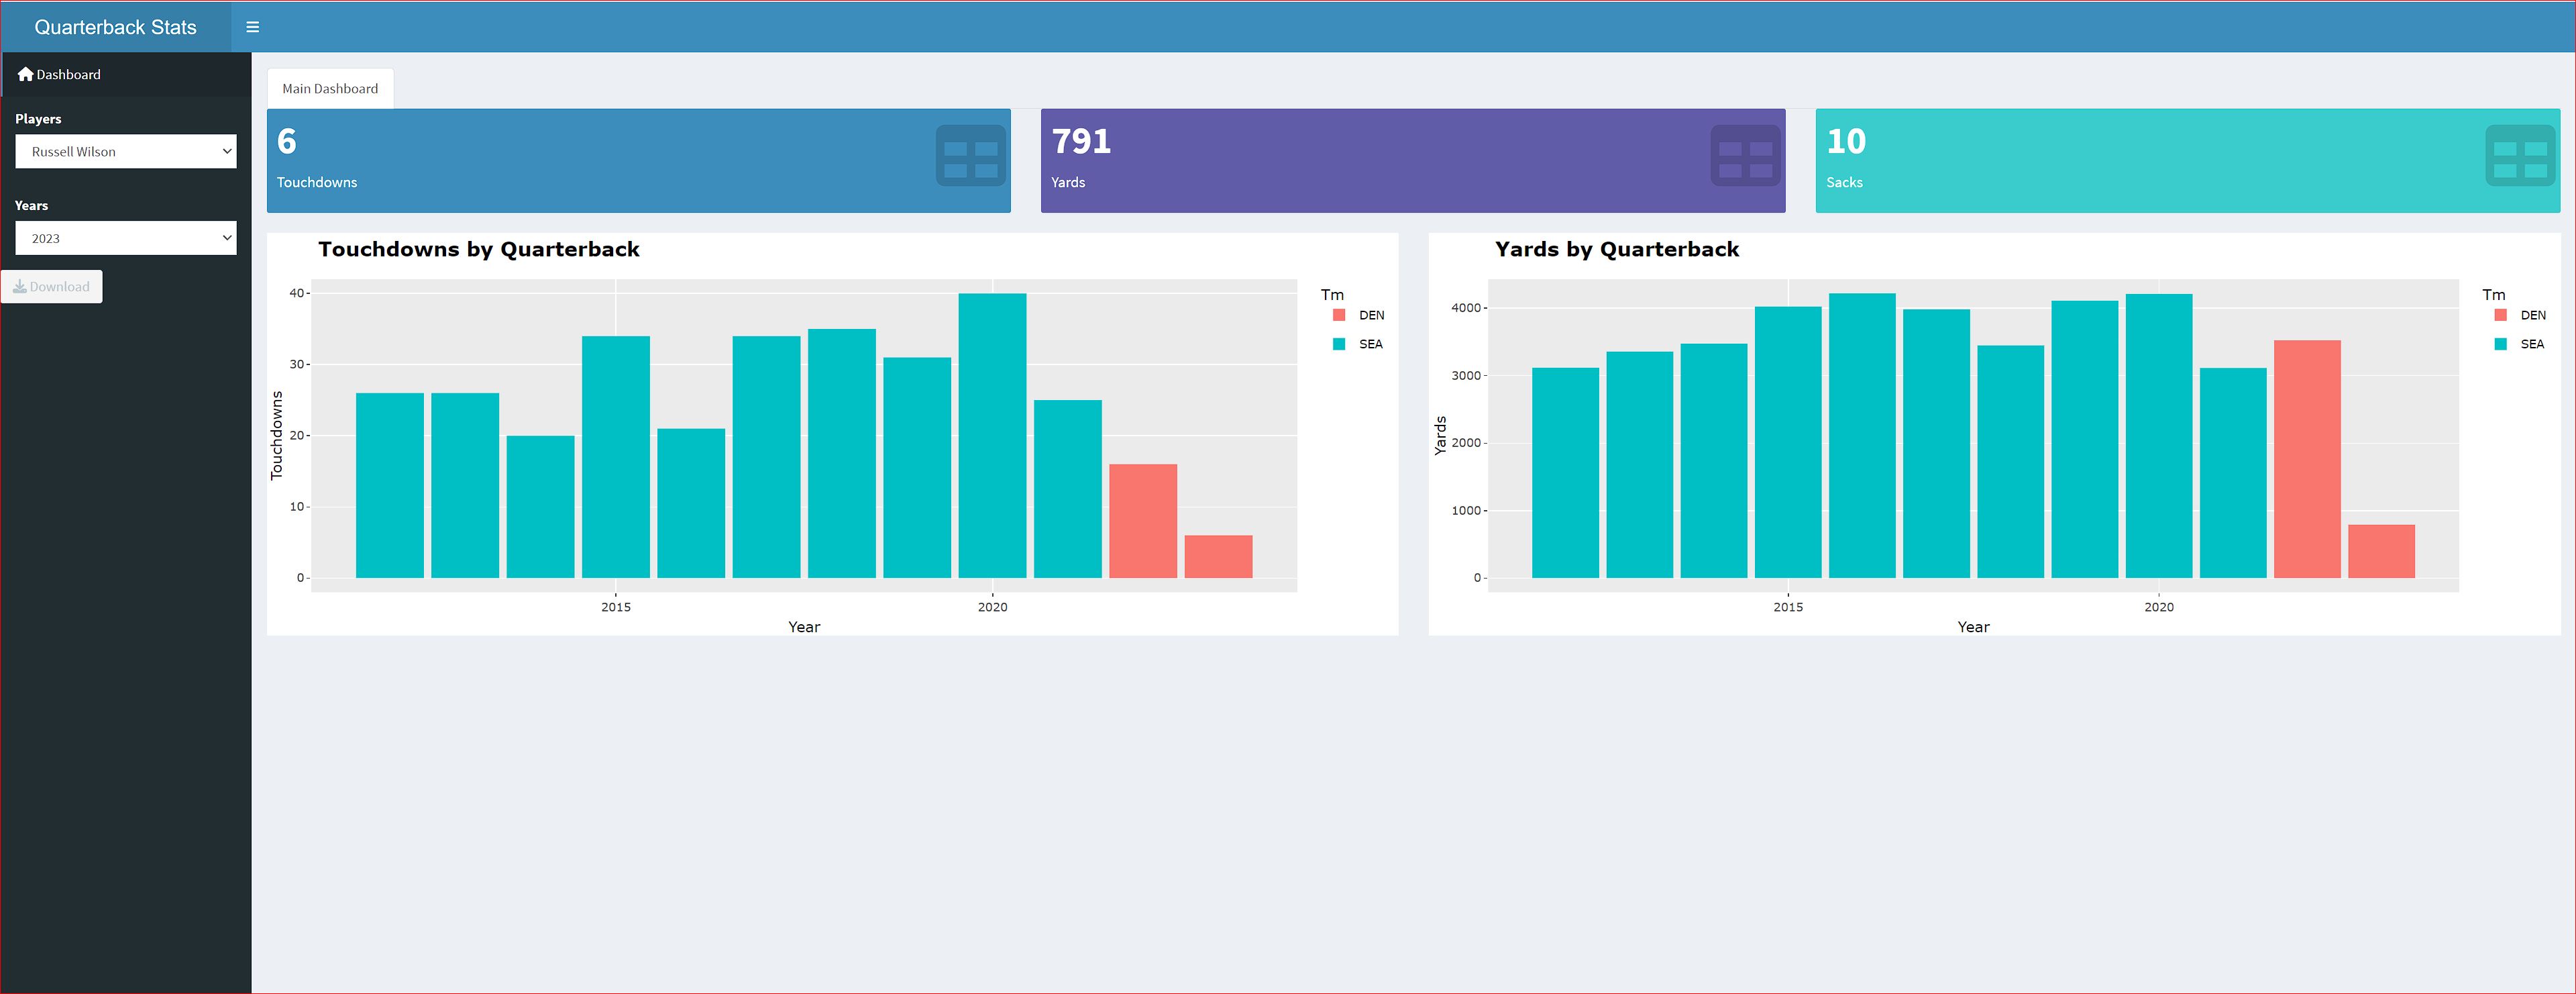 Quarterback Stats
Dashboard
Players
Russell Wilson
Years
2023
Download
Main Dashboard
6
Touchdowns
791
Yards
10
Sacks
Touchdowns by Quarterback
40
30
20
10
0
Touchdowns
2015
2020
Year
Tm
DEN
SEA
Yards by Quarterback
4000
3000
2000
1000
0
Yards
2015
2020
Year
Tm
DEN
SEA